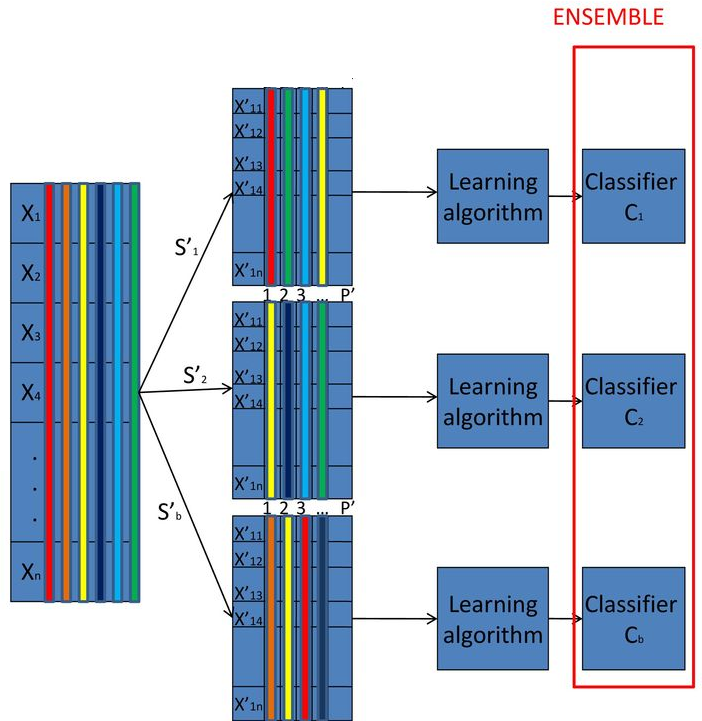 ENSEMBLE
X1
X2
X3
X4
.
.
.
Xn
S'1
S'2
S'b
X'11
X'12
X'13
X'14
X'1n
1 2 3 ... P'
X'11
X'12
X'13
X'14
X'1n
1 2 3 ... P'
X'11
X'12
X'13
X'14
X'1n
Learning
algorithm
Classifier
C1
Learning
algorithm
Classifier
C2
Learning
algorithm
Classifier
Cb